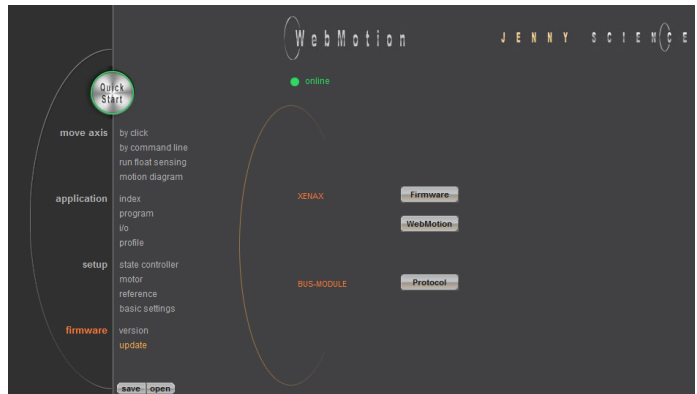 WebMotion
JENNY SCIENCE
online
Quick
Start
move axis by click
by command line
run float sensing
motion diagram
application index
program
i/o
profile
setup state controller
motor
reference
basic settings
firmware version
update
save open
XENAX Firmware
WebMotion
BUS-MODULE Protocol